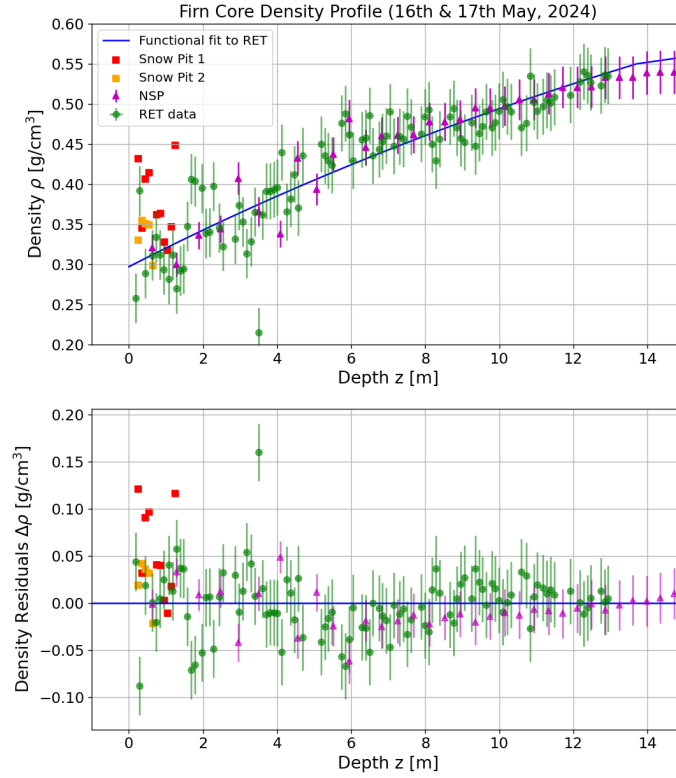 Firn Core Density Profile (16th & 17th May, 2024)
0.60
0.55
0.50
0.45
0.40
0.35
0.30
0.25
0.20
Density ρ [g/cm³]
Functional fit to RET
Snow Pit 1
Snow Pit 2
NSP
RET data
0 2 4 6 8 10 12 14
Depth z [m]
0.20
0.15
0.10
0.05
0.00
−0.05
−0.10
Density Residuals Δρ [g/cm³]
0 2 4 6 8 10 12 14
Depth z [m]